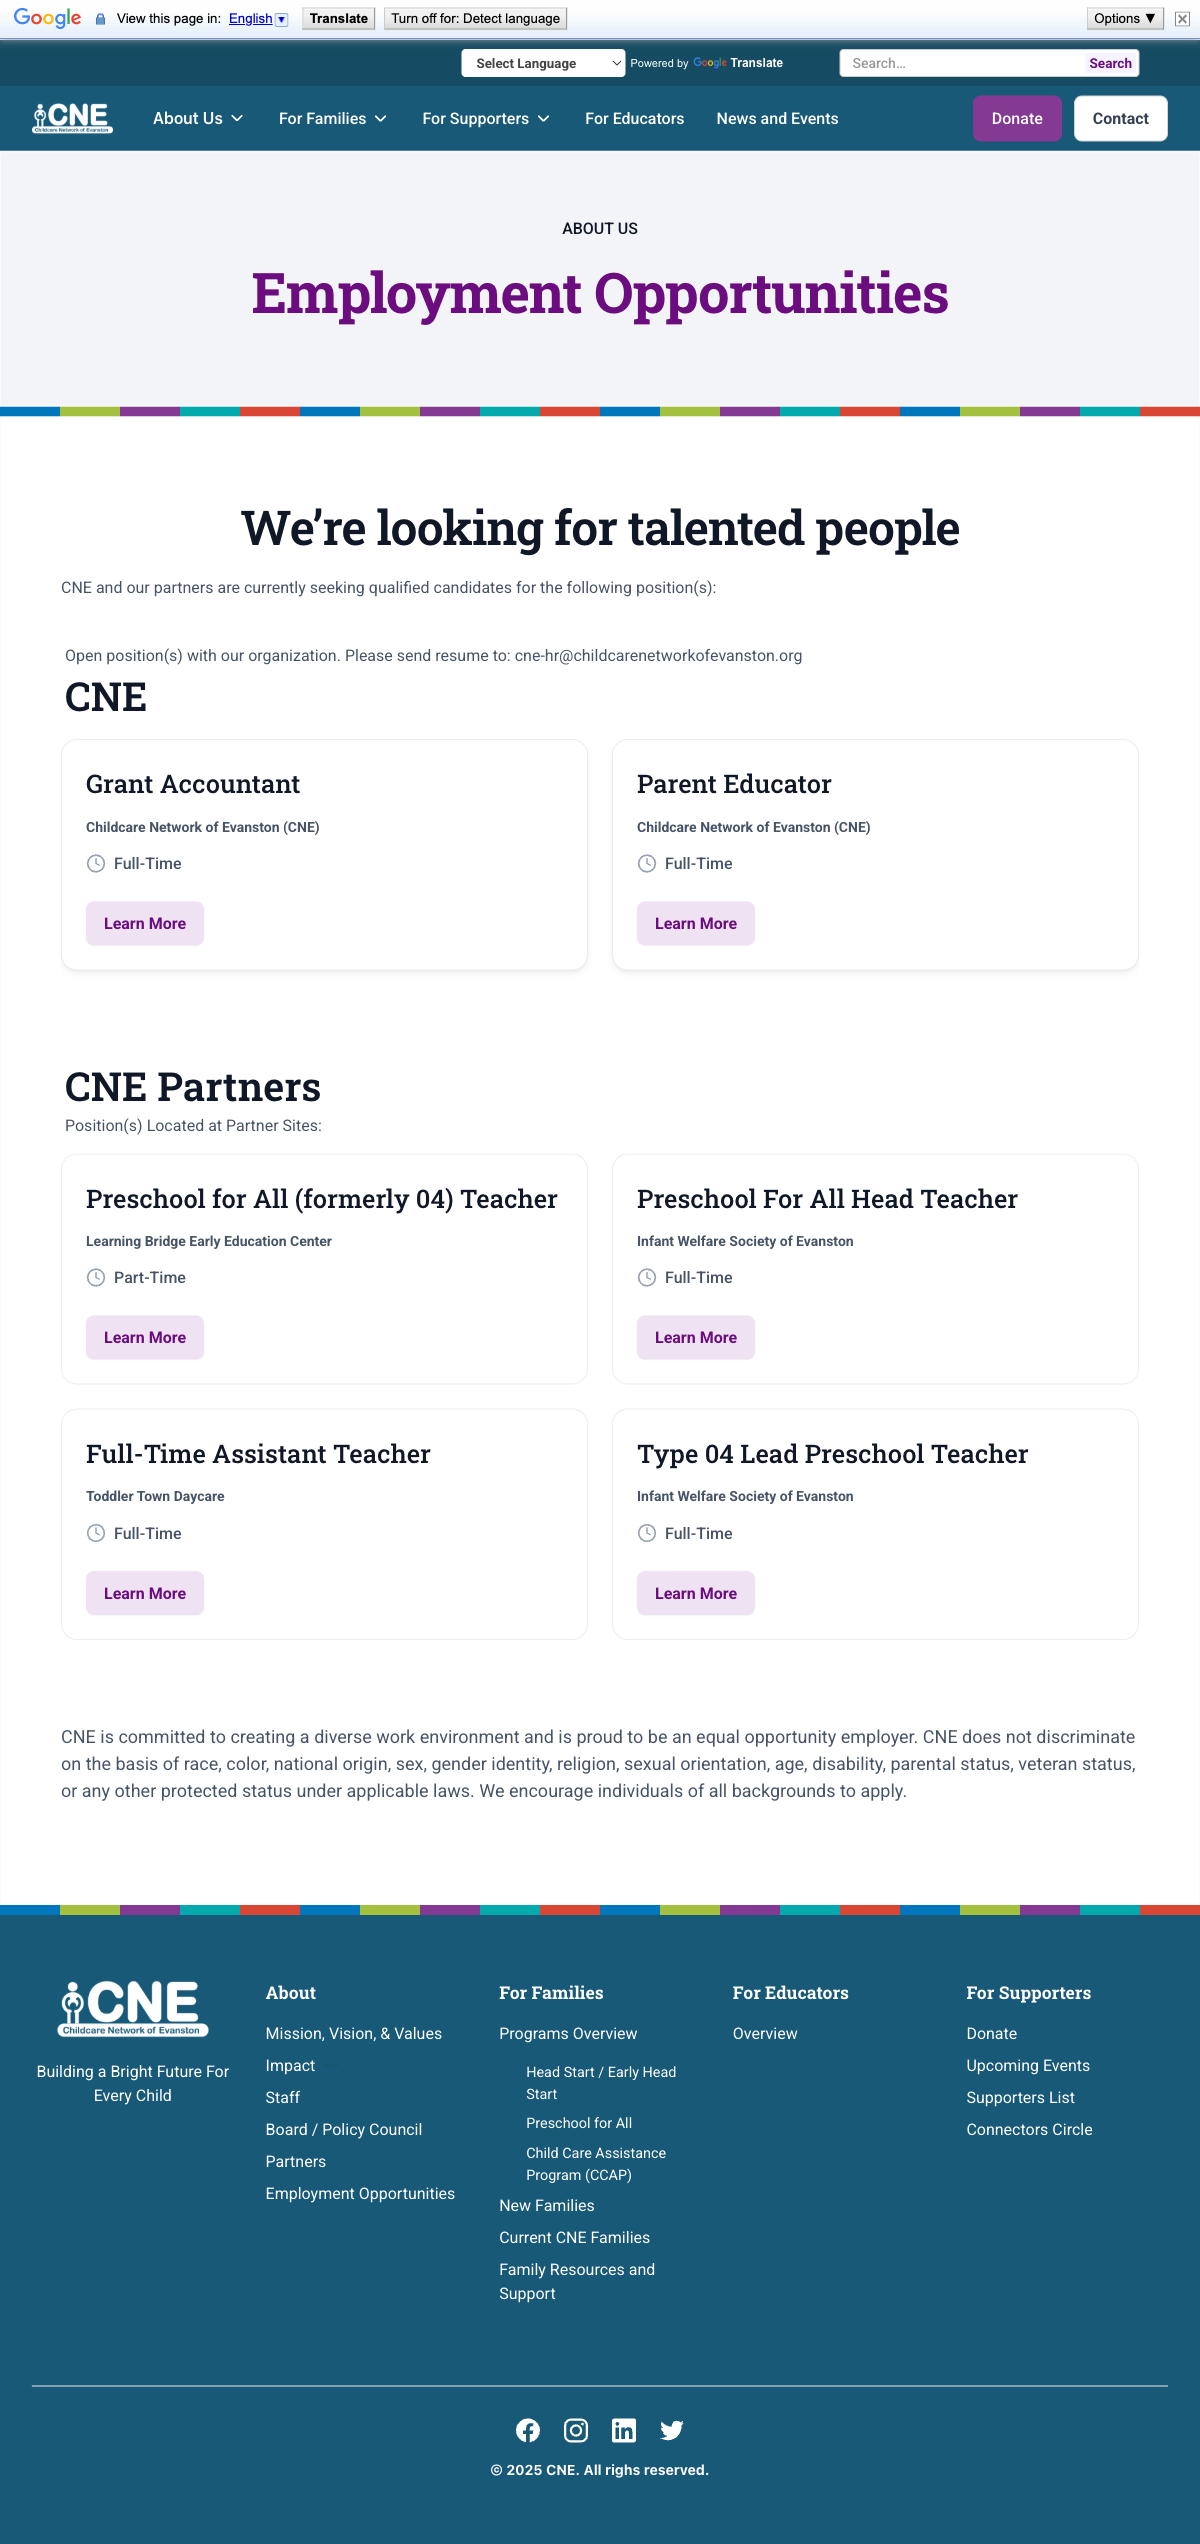 Google View this page in: English Translate Turn off for: Detect language Options ▼
Select Language Powered by Google Translate Search... Search
CNE
Childcare Network of Evanston
About Us For Families For Supporters For Educators News and Events Donate Contact
ABOUT US
Employment Opportunities
We’re looking for talented people
CNE and our partners are currently seeking qualified candidates for the following position(s):
Open position(s) with our organization. Please send resume to: cne-hr@childcarenetworkofevanston.org
CNE
Grant Accountant
Childcare Network of Evanston (CNE)
Full-Time
Learn More
Parent Educator
Childcare Network of Evanston (CNE)
Full-Time
Learn More
CNE Partners
Position(s) Located at Partner Sites:
Preschool for All (formerly 04) Teacher
Learning Bridge Early Education Center
Part-Time
Learn More
Preschool For All Head Teacher
Infant Welfare Society of Evanston
Full-Time
Learn More
Full-Time Assistant Teacher
Toddler Town Daycare
Full-Time
Learn More
Type 04 Lead Preschool Teacher
Infant Welfare Society of Evanston
Full-Time
Learn More
CNE is committed to creating a diverse work environment and is proud to be an equal opportunity employer. CNE does not discriminate
on the basis of race, color, national origin, sex, gender identity, religion, sexual orientation, age, disability, parental status, veteran status,
or any other protected status under applicable laws. We encourage individuals of all backgrounds to apply.
CNE
Childcare Network of Evanston
Building a Bright Future For
Every Child
About
Mission, Vision, & Values
Impact
Staff
Board / Policy Council
Partners
Employment Opportunities
For Families
Programs Overview
Head Start / Early Head
Start
Preschool for All
Child Care Assistance
Program (CCAP)
New Families
Current CNE Families
Family Resources and
Support
For Educators
Overview
For Supporters
Donate
Upcoming Events
Supporters List
Connectors Circle
© 2025 CNE. All righs reserved.